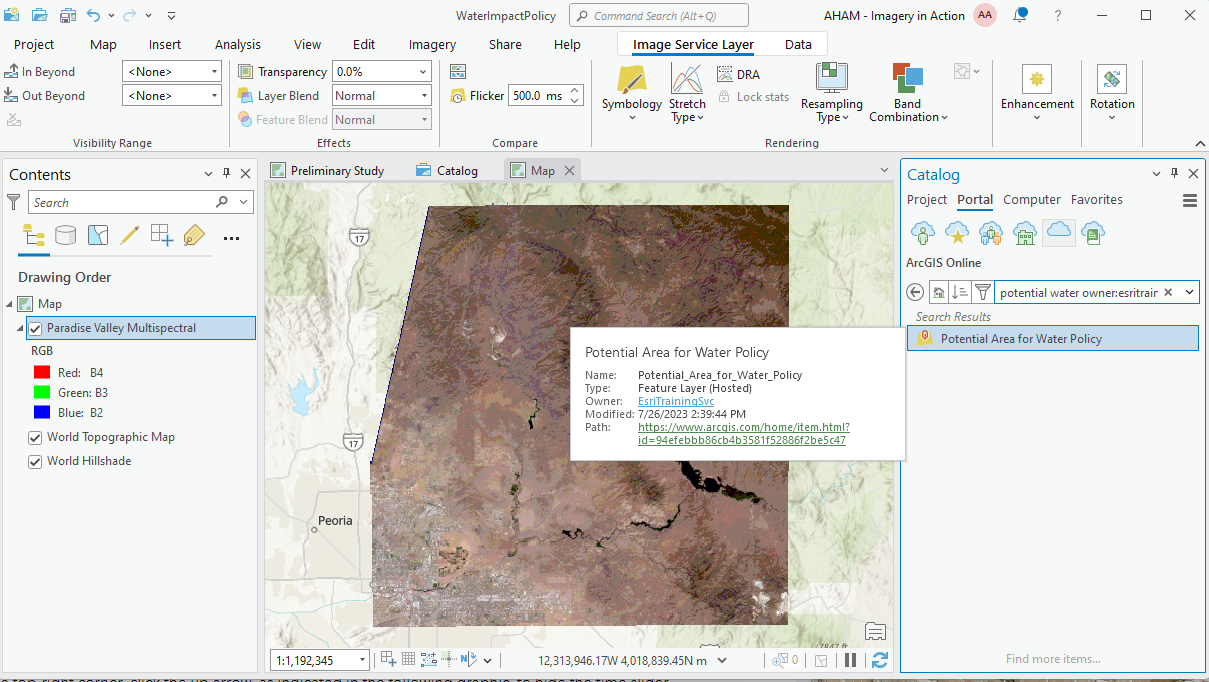 WaterImpactPolicy
Command Search (Alt+Q)
AHAM - Imagery in Action
AA
?
Project Map Insert Analysis View Edit Imagery Share Help Image Service Layer Data
In Beyond <None>
Out Beyond <None>
Visibility Range
Transparency 0.0%
Layer Blend Normal
Feature Blend Normal
Effects
Flicker 500.0 ms
Compare
Symbology
Stretch
Type
DRA
Lock stats
Resampling
Type
Band
Combination
Rendering
Enhancement
Rotation
Contents
Search
Drawing Order
Map
Paradise Valley Multispectral
RGB
Red: B4
Green: B3
Blue: B2
World Topographic Map
World Hillshade
Preliminary Study Catalog Map
17
17
Peoria
7847 ft
Potential Area for Water Policy
Name: Potential_Area_for_Water_Policy
Type: Feature Layer (Hosted)
Owner: EsriTrainingSvc
Modified: 7/26/2023 2:39:44 PM
Path: https://www.arcgis.com/home/item.html?
id=94efebbb86cb4b3581f52886f2be5c47
1:1,192,345
12,313,946.17W 4,018,839.45N m
0
Catalog
Project Portal Computer Favorites
ArcGIS Online
potential water owner:esritrain
Search Results
Potential Area for Water Policy
Find more items...
top-right corner, click the up arrow, as indicated in the following graphic, to hide the time slider.